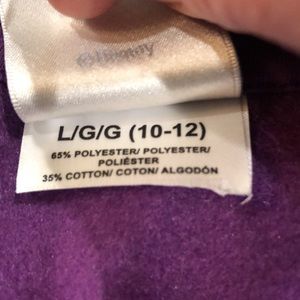 L/G/G (10-12)
65% POLYESTER/ POLYESTER/
POLIÉSTER
35% COTTON/ COTON/ ALGODÓN